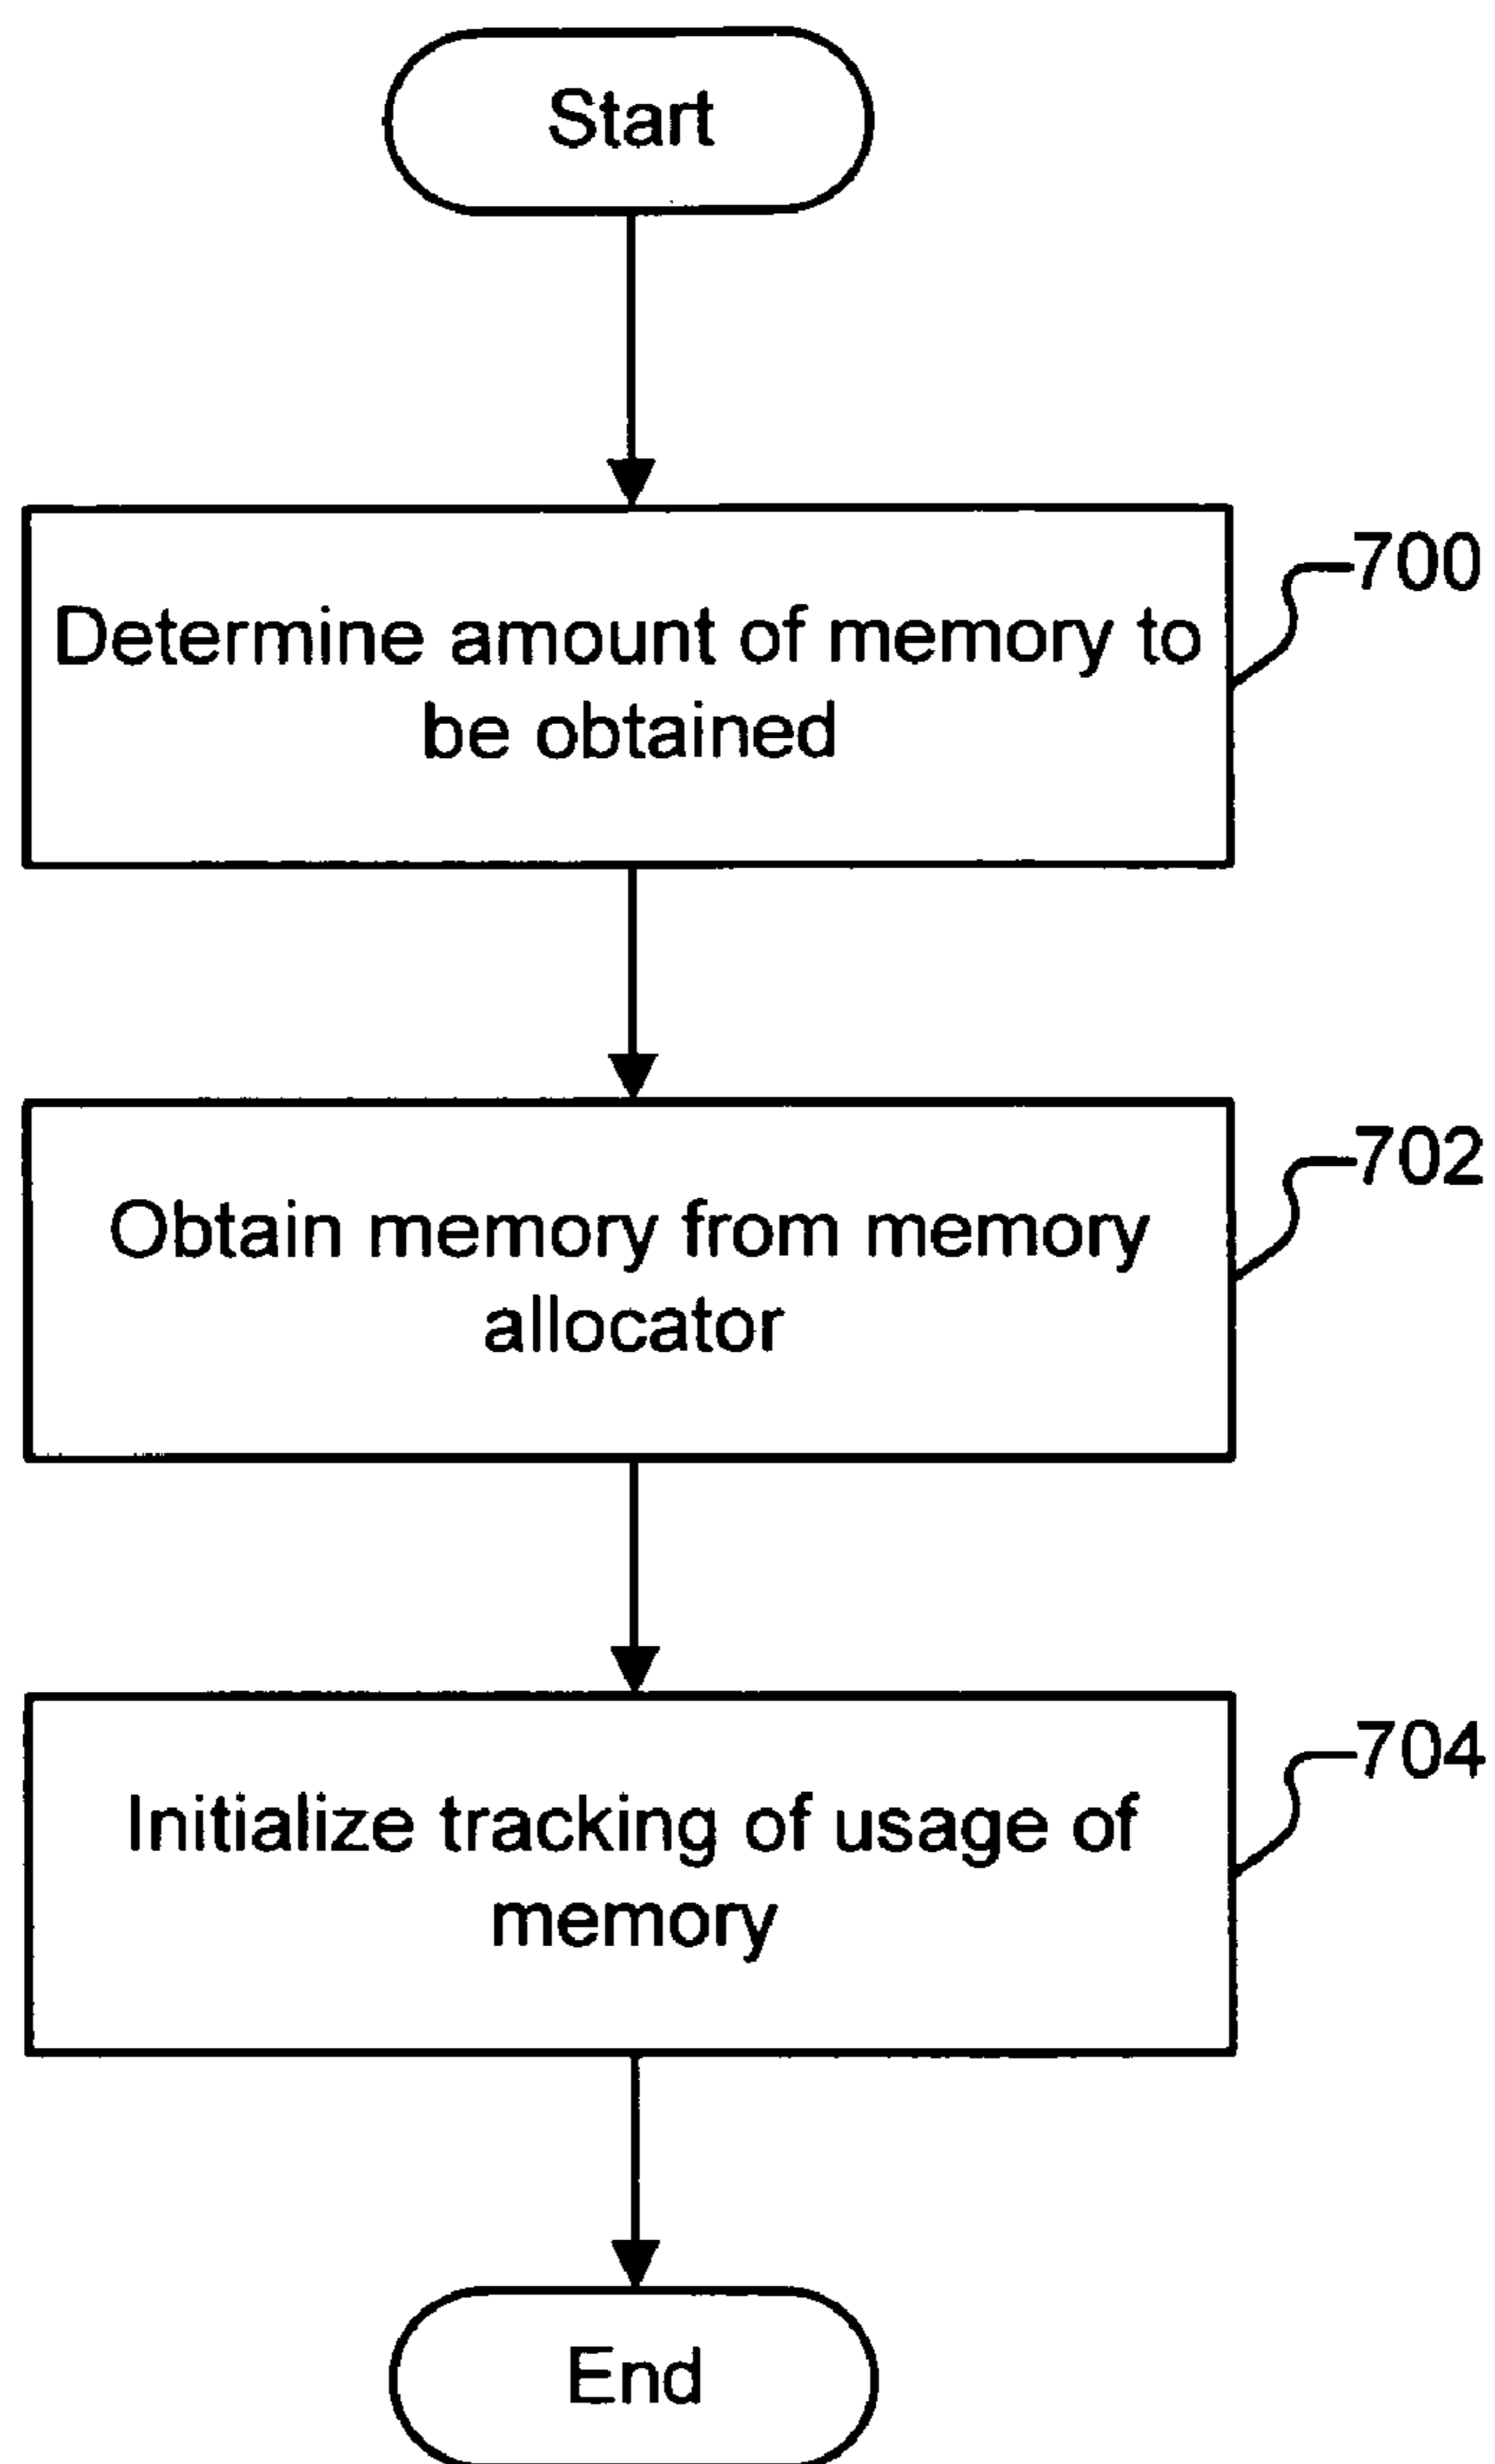 Start
700
Determine amount of memory to
be obtained
702
Obtain memory from memory
allocator
704
Initialize tracking of usage of
memory
End